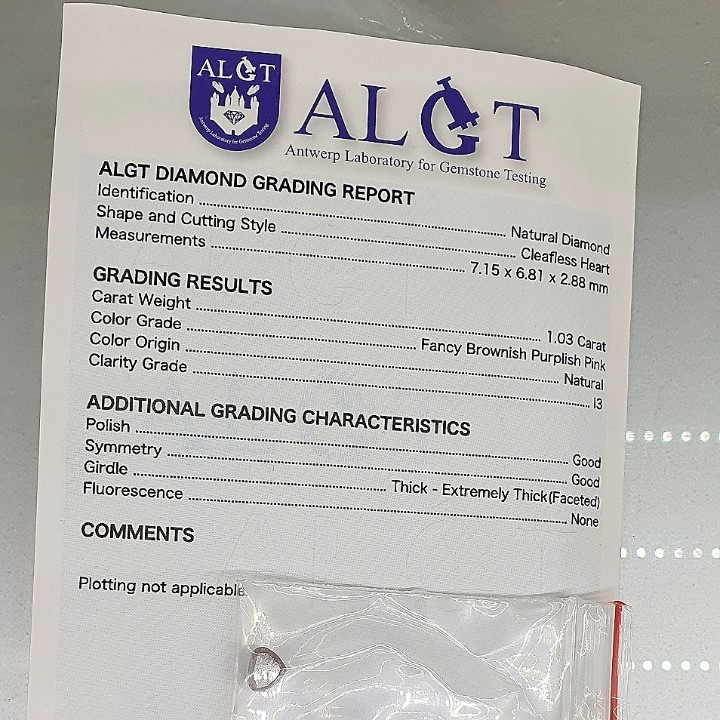 ALGT
Antwerp Laboratory for Gemstone Testing
ALGT
Antwerp Laboratory for Gemstone Testing
ALGT DIAMOND GRADING REPORT
Identification ........ Natural Diamond
Shape and Cutting Style ........ Cleafless Heart
Measurements ........ 7.15 x 6.81 x 2.88 mm
GRADING RESULTS
Carat Weight ........ 1.03 Carat
Color Grade ........ Fancy Brownish Purplish Pink
Color Origin ........ Natural
Clarity Grade ........ I3
ADDITIONAL GRADING CHARACTERISTICS
Polish ........ Good
Symmetry ........ Good
Girdle ........ Thick - Extremely Thick(Faceted)
Fluorescence ........ None
COMMENTS
Plotting not applicable